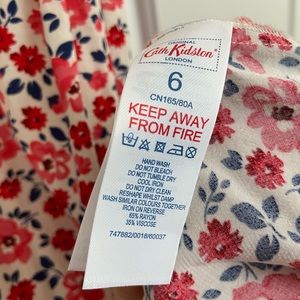 ORIGINAL
Cath Kidston
LONDON
6
CN165/80A
KEEP AWAY
FROM FIRE
HAND WASH
DO NOT BLEACH
DO NOT TUMBLE DRY
COOL IRON
DO NOT DRY CLEAN
RESHAPE WHILST DAMP
WASH SIMILAR COLOURS TOGETHER
IRON ON REVERSE
65% RAYON
35% VISCOSE
747882/0018/60037